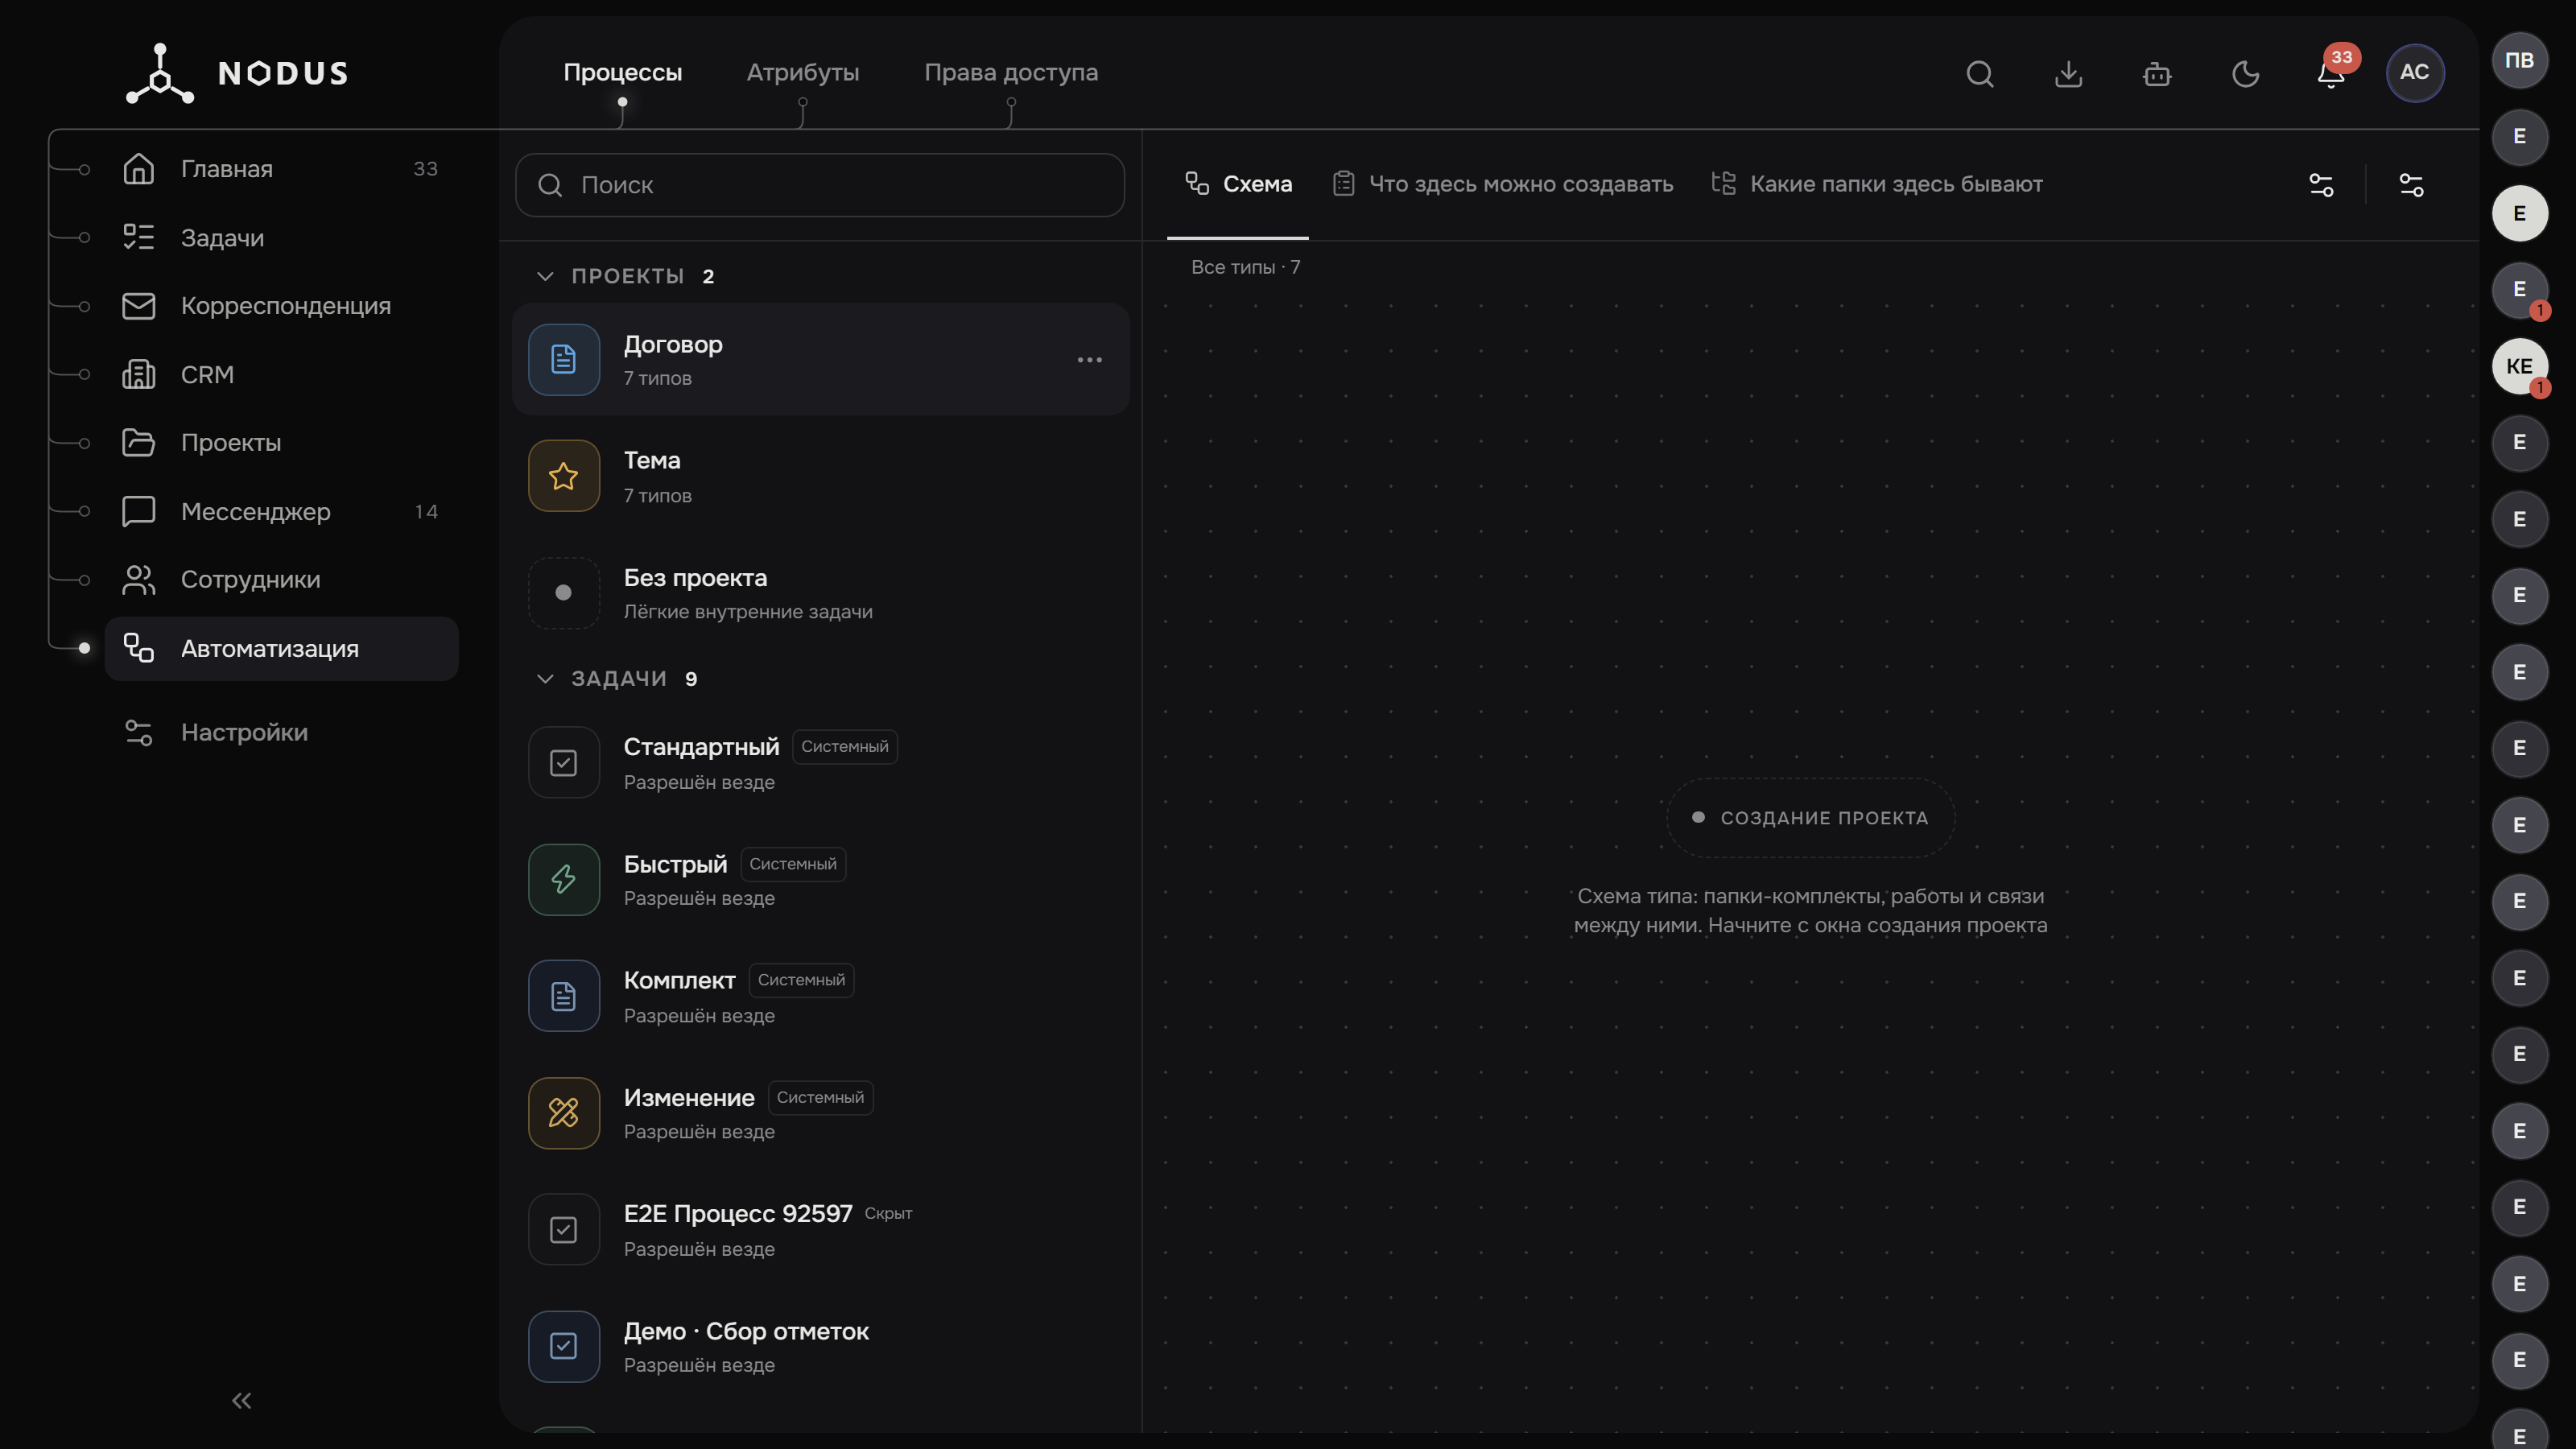 NODUS
Процессы
Атрибуты
Права доступа
33
АС
Главная
33
Задачи
Корреспонденция
CRM
Проекты
Мессенджер
14
Сотрудники
Автоматизация
Настройки
Поиск
ПРОЕКТЫ 2
Договор
7 типов
Тема
7 типов
Без проекта
Лёгкие внутренние задачи
ЗАДАЧИ 9
Стандартный Системный
Разрешён везде
Быстрый Системный
Разрешён везде
Комплект Системный
Разрешён везде
Изменение Системный
Разрешён везде
E2E Процесс 92597 Скрыт
Разрешён везде
Демо · Сбор отметок
Разрешён везде
Схема
Что здесь можно создавать
Какие папки здесь бывают
Все типы · 7
СОЗДАНИЕ ПРОЕКТА
Схема типа: папки-комплекты, работы и связи
между ними. Начните с окна создания проекта
ПВ
Е
Е
Е
1
КЕ
1
Е
Е
Е
Е
Е
Е
Е
Е
Е
Е
Е
Е
Е
Е